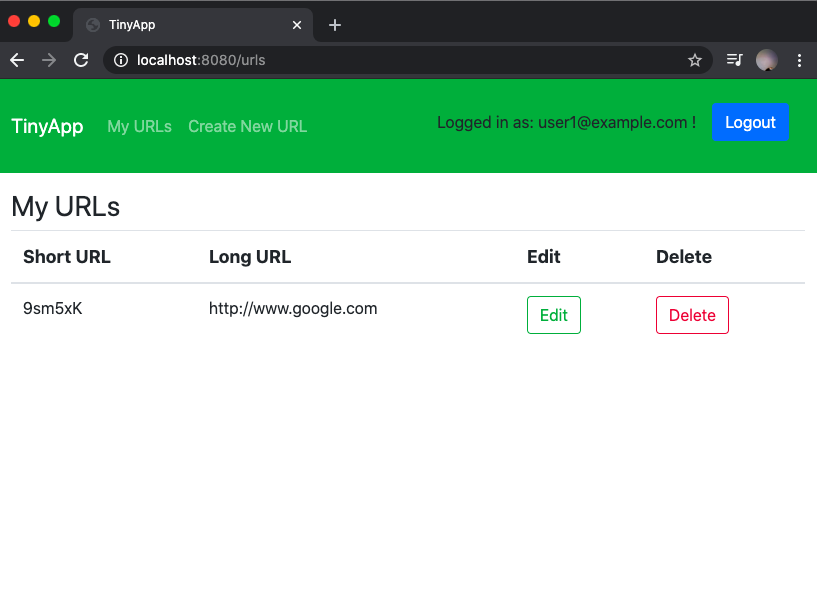 TinyApp
localhost:8080/urls
TinyApp My URLs Create New URL Logged in as: user1@example.com ! Logout
My URLs
Short URL Long URL Edit Delete
9sm5xK http://www.google.com Edit Delete